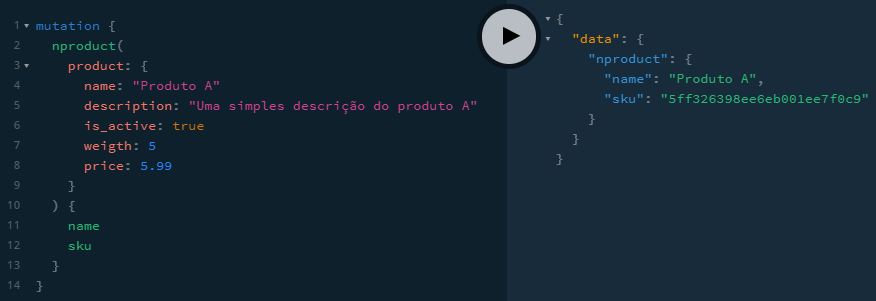 1 mutation {
2 nproduct(
3 product: {
4 name: "Produto A"
5 description: "Uma simples descrição do produto A"
6 is_active: true
7 weigth: 5
8 price: 5.99
9 }
10 ) {
11 name
12 sku
13 }
14 }
{
"data": {
"nproduct": {
"name": "Produto A",
"sku": "5ff326398ee6eb001ee7f0c9"
}
}
}